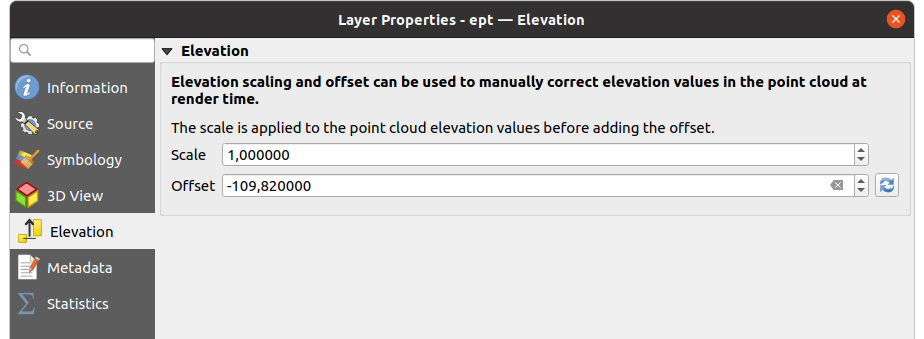 Layer Properties - ept — Elevation
Information
Source
Symbology
3D View
Elevation
Metadata
Statistics
Elevation
Elevation scaling and offset can be used to manually correct elevation values in the point cloud at
render time.
The scale is applied to the point cloud elevation values before adding the offset.
Scale 1,000000
Offset -109,820000